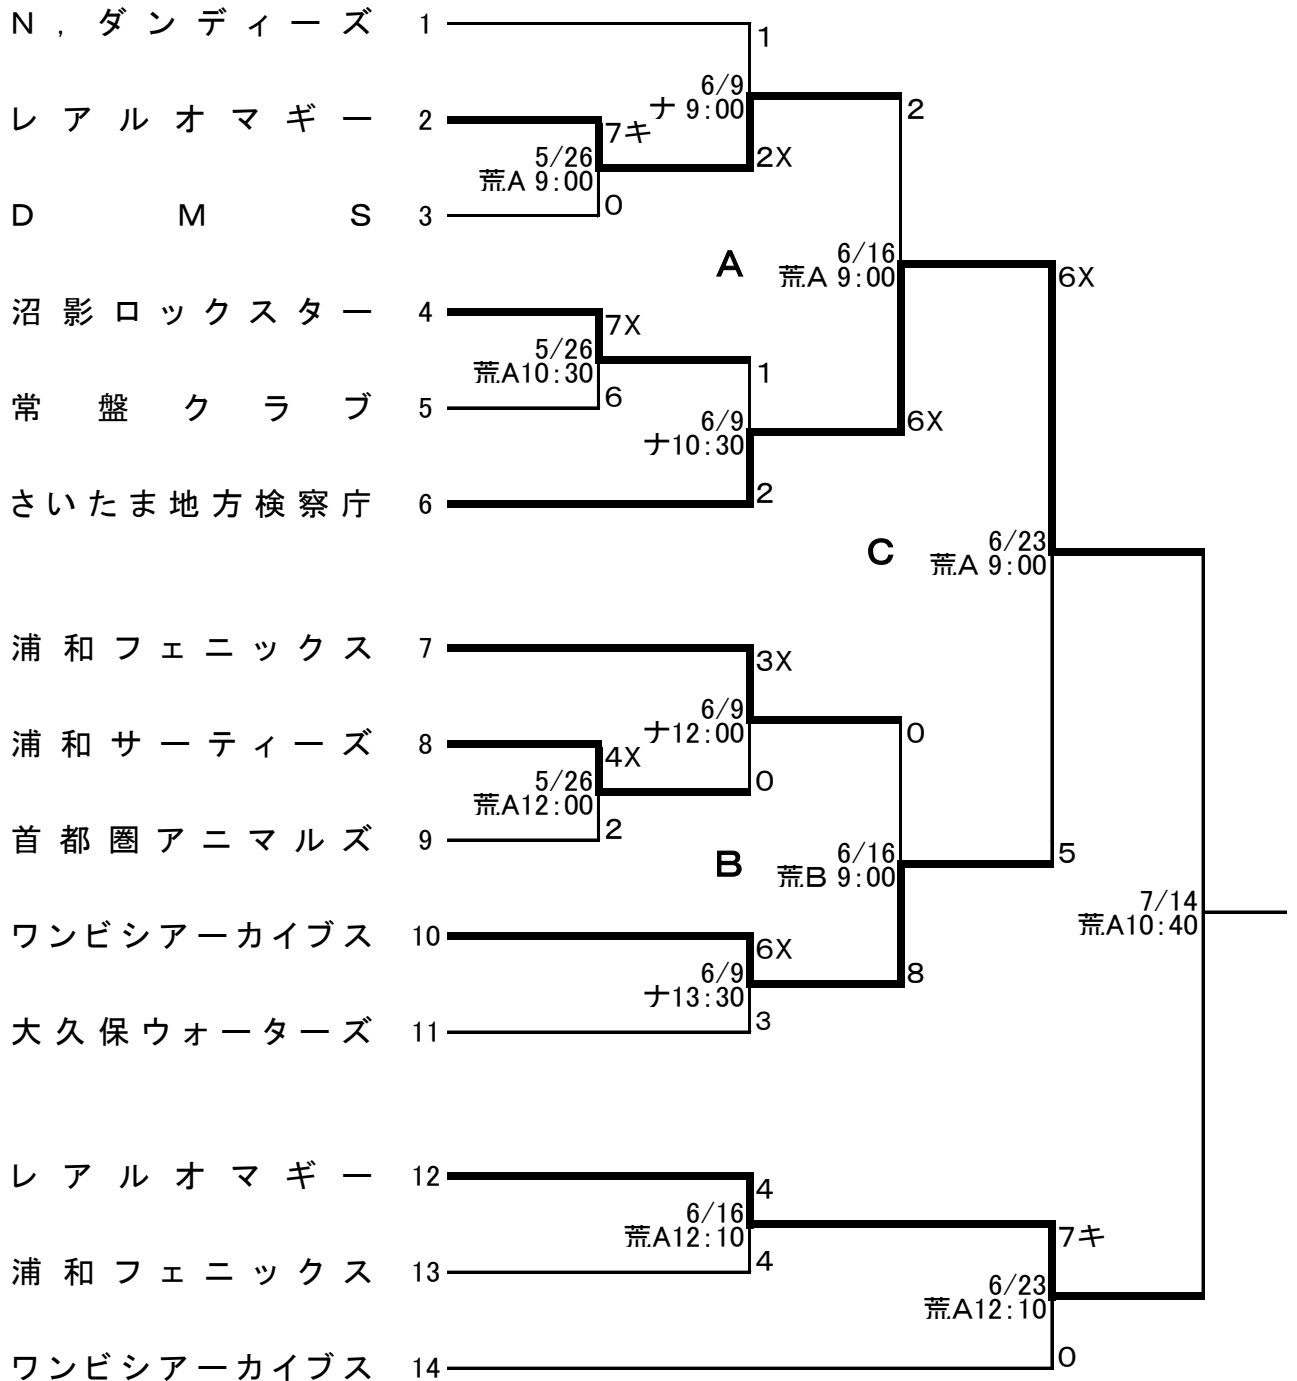 N．ダンディーズ 1
1
6/9
ナ 9:00
2
レアルオマギー 2
7キ
2X
5/26
荒A 9:00
0
DMS 3
A
6/16
荒A 9:00
6X
沼影ロックスター 4
7X
5/26
荒A10:30
1
6
常盤クラブ 5
6/9
ナ10:30
6X
さいたま地方検察庁 6
2
C
6/23
荒A 9:00
浦和フェニックス 7
3X
6/9
ナ12:00
0
浦和サーティーズ 8
4X
5/26
荒A12:00
0
2
首都圏アニマルズ 9
B
6/16
荒B 9:00
5
7/14
荒A10:40
ワンビシアーカイブス 10
6X
6/9
ナ13:30
8
3
大久保ウォーターズ 11
レアルオマギー 12
4
6/16
荒A12:10
7キ
4
浦和フェニックス 13
6/23
荒A12:10
0
ワンビシアーカイブス 14